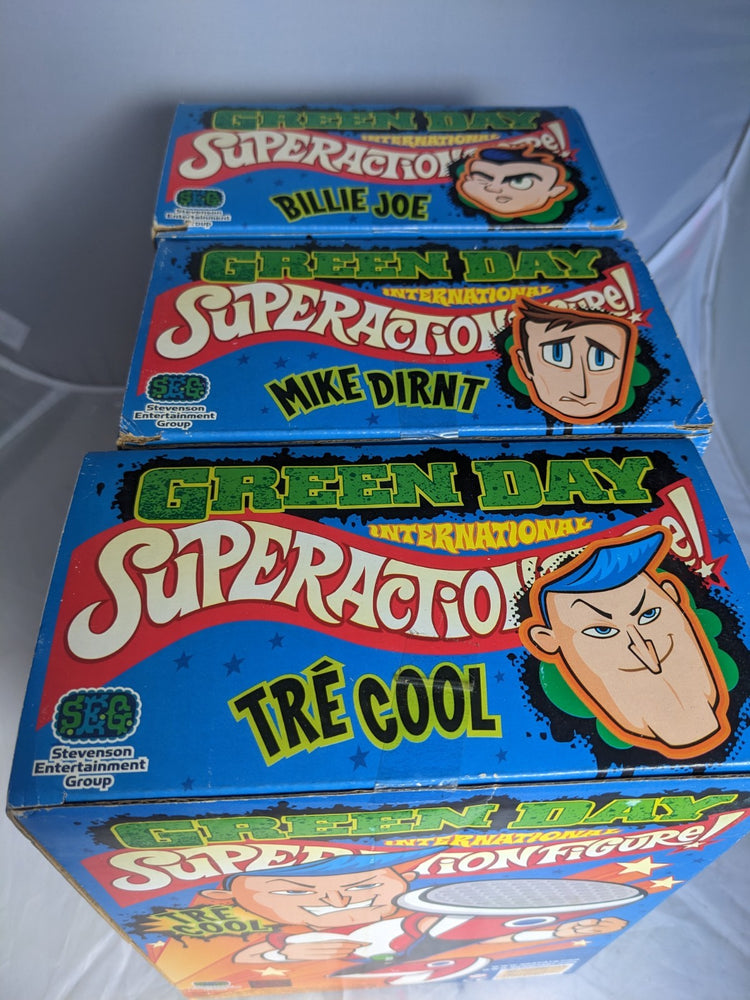 GREEN DAY
INTERNATIONAL
SUPERACTION
BILLIE JOE
S.E.G.
Stevenson
Entertainment
Group
GREEN DAY
INTERNATIONAL
SUPERACTION
MIKE DIRNT
S.E.G.
Stevenson
Entertainment
Group
GREEN DAY
INTERNATIONAL
SUPERACTION
TRÉ COOL
S.E.G.
Stevenson
Entertainment
Group
GREEN DAY
INTERNATIONAL
FIGURE!
TRÉ
COOL